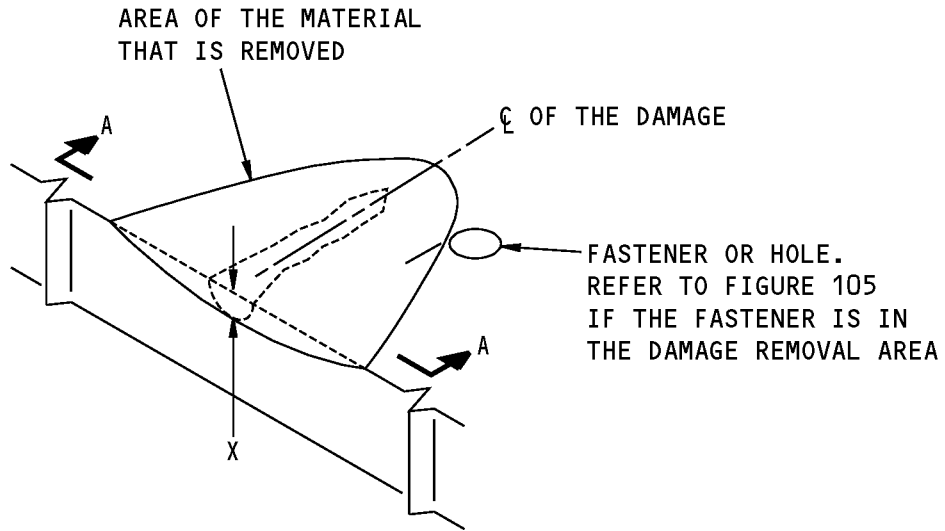 AREA OF THE MATERIAL
THAT IS REMOVED
A
℄ OF THE DAMAGE
FASTENER OR HOLE.
REFER TO FIGURE 105
IF THE FASTENER IS IN
THE DAMAGE REMOVAL AREA
A
X